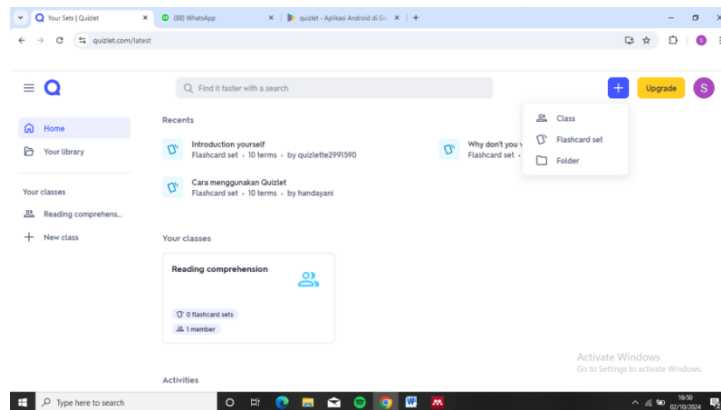 Your Sets | Quizlet
(88) WhatsApp
quizlet - Aplikasi Android di Go
quizlet.com/latest
Find it faster with a search
Upgrade
S
Home
Your library
Your classes
Reading comprehens...
New class
Recents
Introduction yourself
Flashcard set • 10 terms • by quizlette2991590
Why don't you
Flashcard set •
Cara menggunakan Quizlet
Flashcard set • 10 terms • by handayani
Class
Flashcard set
Folder
Your classes
Reading comprehension
0 flashcard sets
1 member
Activities
Activate Windows
Go to Settings to activate Windows.
Type here to search
16:50
02/10/2024